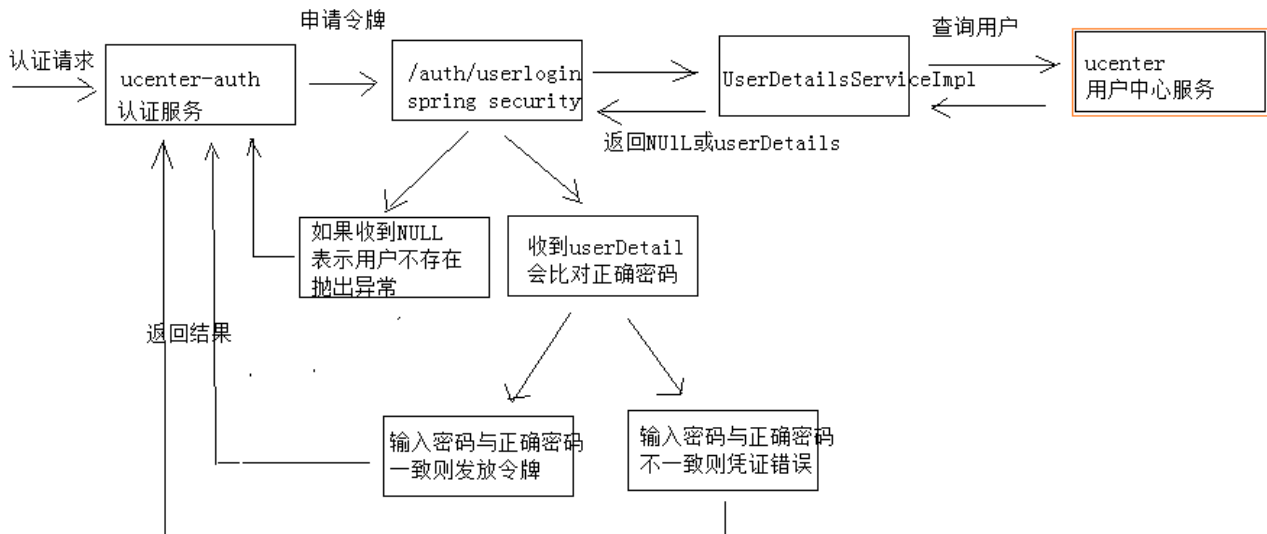 申请令牌
查询用户
认证请求
ucenter-auth
认证服务
/auth/userlogin
spring security
UserDetailsServiceImpl
ucenter
用户中心服务
返回NUlL或userDetails
如果收到NULL
表示用户不存在
抛出异常
收到userDetail
会比对正确密码
返回结果
输入密码与正确密码
一致则发放令牌
输入密码与正确密码
不一致则凭证错误